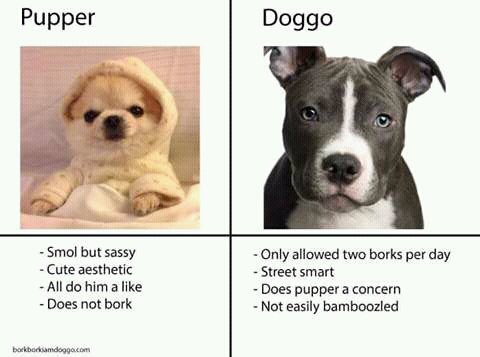 Pupper
Doggo
- Smol but sassy
- Cute aesthetic
- All do him a like
- Does not bork
- Only allowed two borks per day
- Street smart
- Does pupper a concern
- Not easily bamboozled
borkborkiamdoggo.com